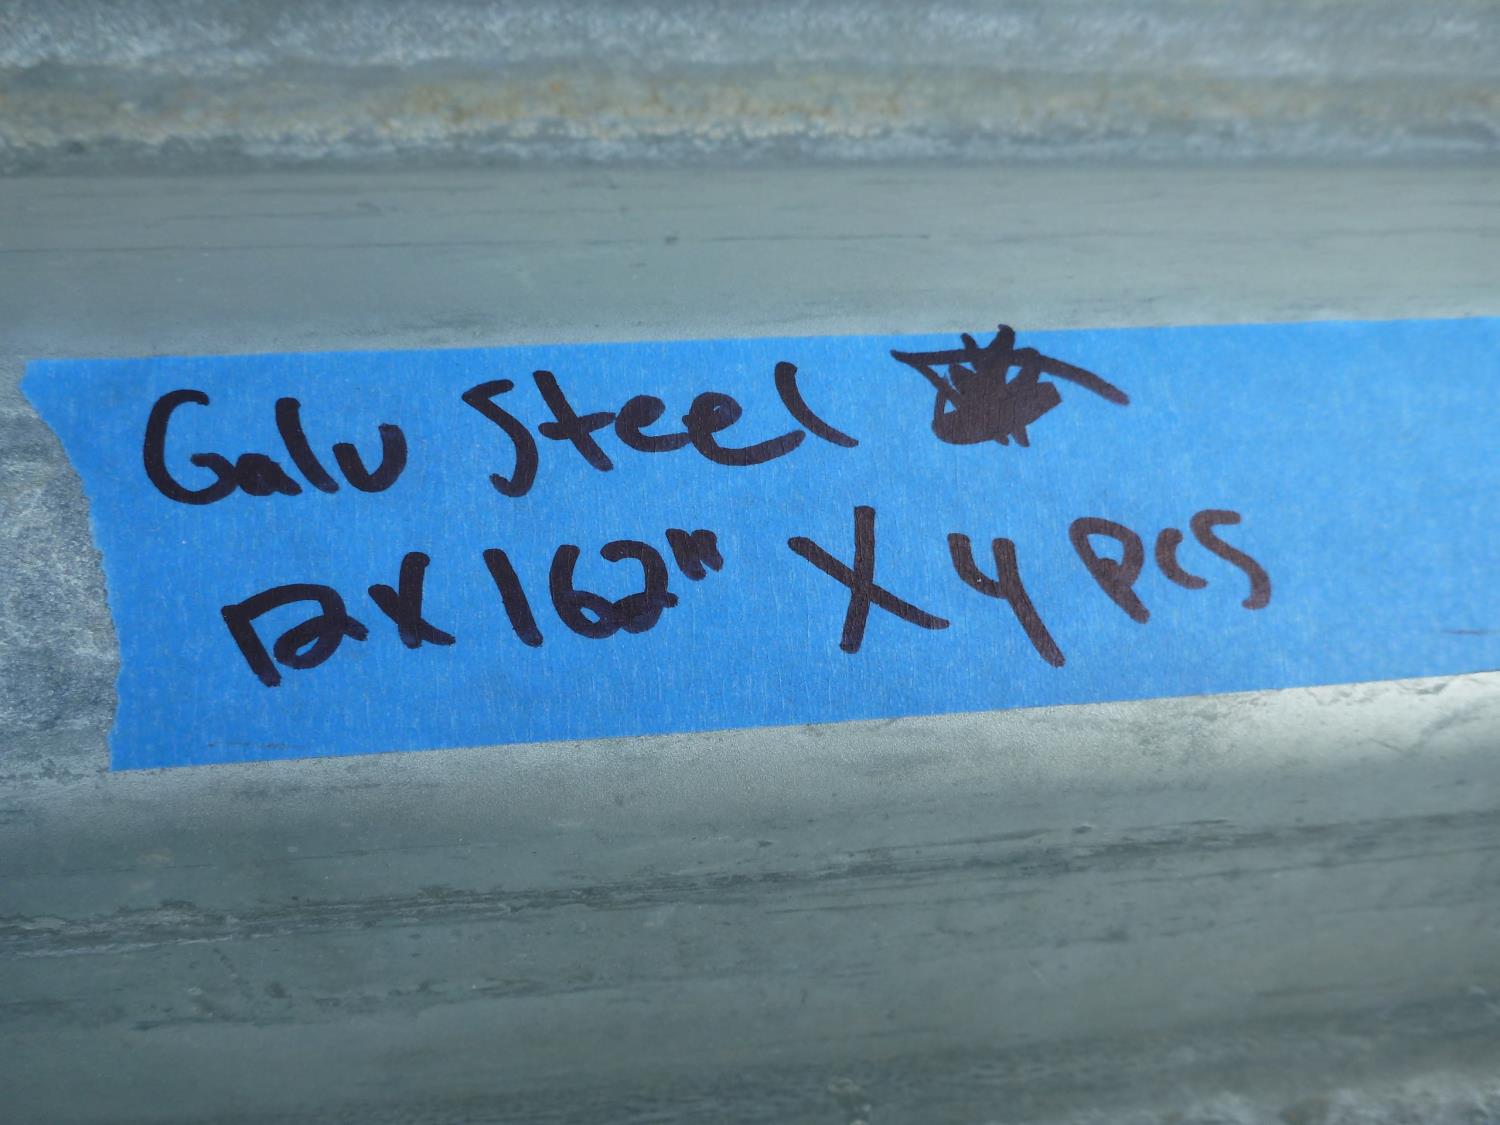 Galv Steel
12X162" X 4 PCS